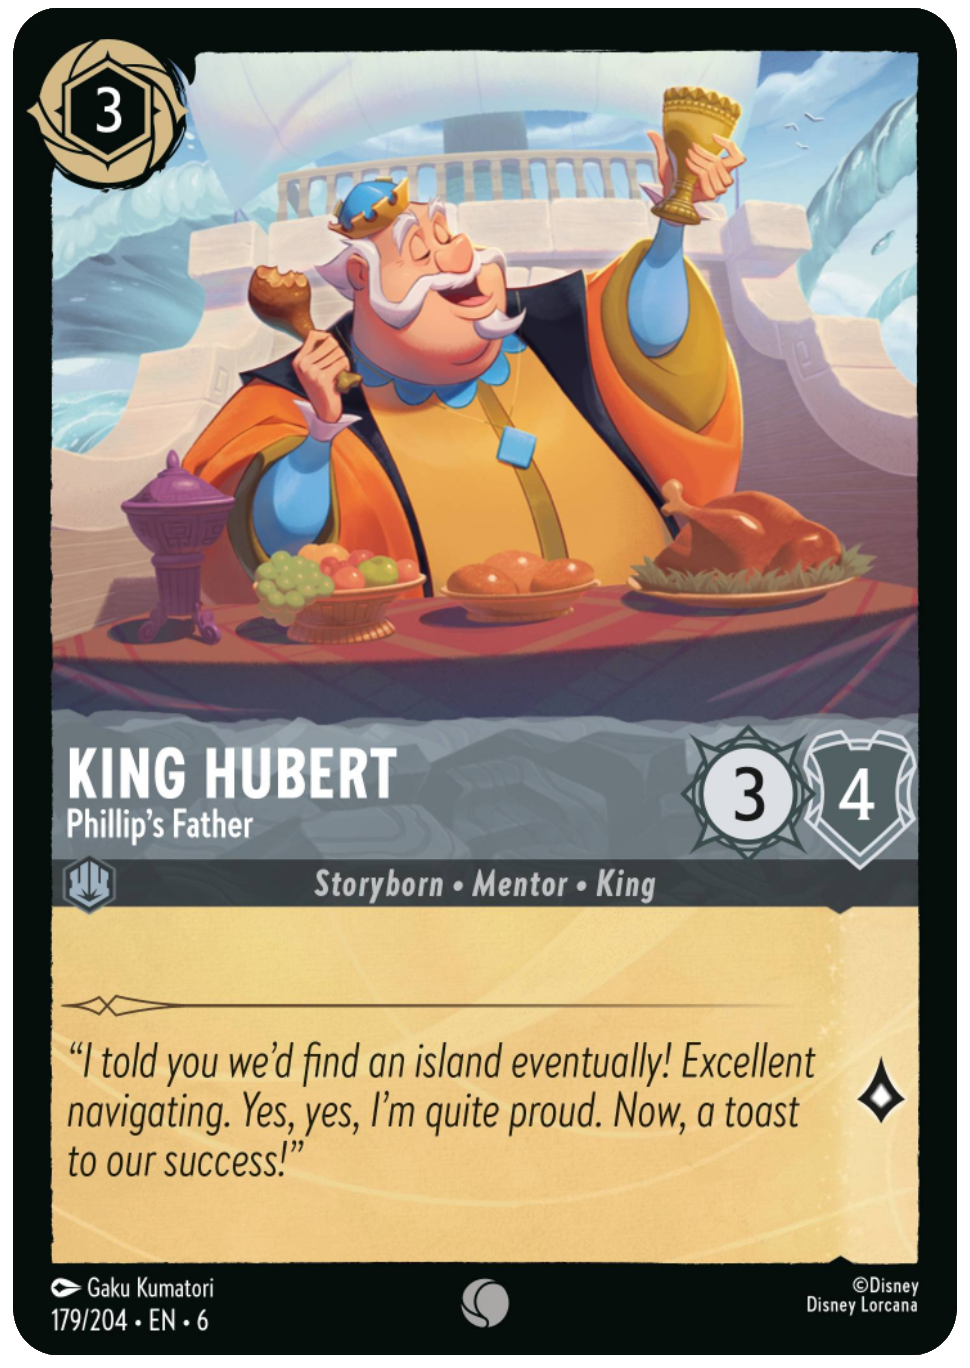 3
KING HUBERT
Phillip's Father
3
4
Storyborn • Mentor • King
“I told you we'd find an island eventually! Excellent
navigating. Yes, yes, I'm quite proud. Now, a toast
to our success!”
Gaku Kumatori
179/204 • EN • 6
©Disney
Disney Lorcana